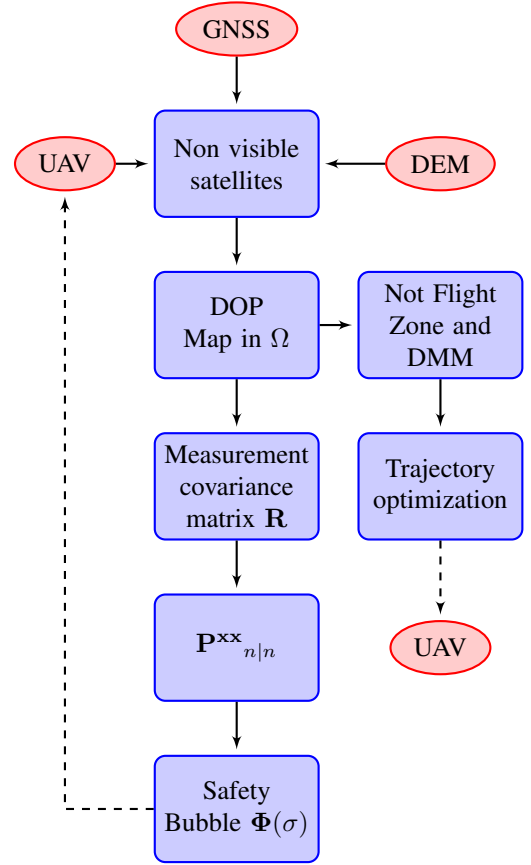 GNSS
UAV
Non visible
satellites
DEM
DOP
Map in Ω
Not Flight
Zone and
DMM
Measurement
covariance
matrix R
Trajectory
optimization
P^{xx}_{n|n}
UAV
Safety
Bubble Φ(σ)